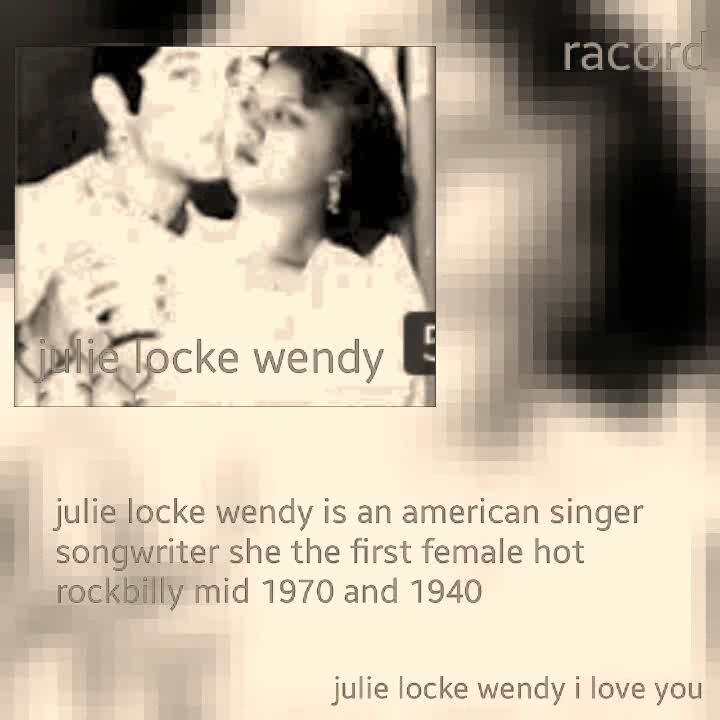 racord
julie locke wendy
5
julie locke wendy is an american singer
songwriter she the first female hot
rockbilly mid 1970 and 1940
julie locke wendy i love you